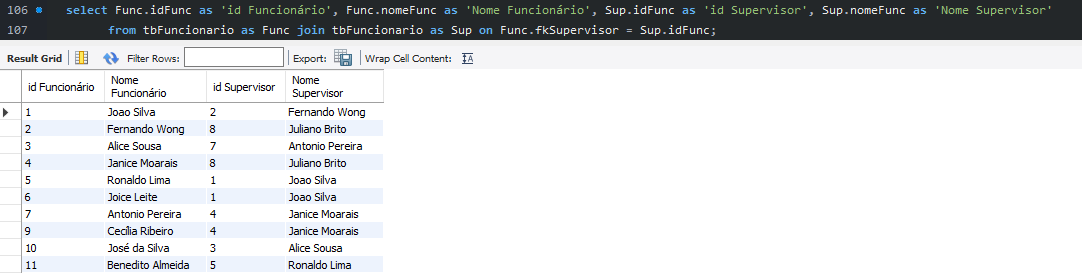 106 select Func.idFunc as 'id Funcionário', Func.nomeFunc as 'Nome Funcionário', Sup.idFunc as 'id Supervisor', Sup.nomeFunc as 'Nome Supervisor'
107 from tbFuncionario as Func join tbFuncionario as Sup on Func.fkSupervisor = Sup.idFunc;
Result Grid Filter Rows: Export: Wrap Cell Content: IA
id Funcionário Nome Funcionário id Supervisor Nome Supervisor
1 Joao Silva 2 Fernando Wong
2 Fernando Wong 8 Juliano Brito
3 Alice Sousa 7 Antonio Pereira
4 Janice Moarais 8 Juliano Brito
5 Ronaldo Lima 1 Joao Silva
6 Joice Leite 1 Joao Silva
7 Antonio Pereira 4 Janice Moarais
9 Cecília Ribeiro 4 Janice Moarais
10 José da Silva 3 Alice Sousa
11 Benedito Almeida 5 Ronaldo Lima